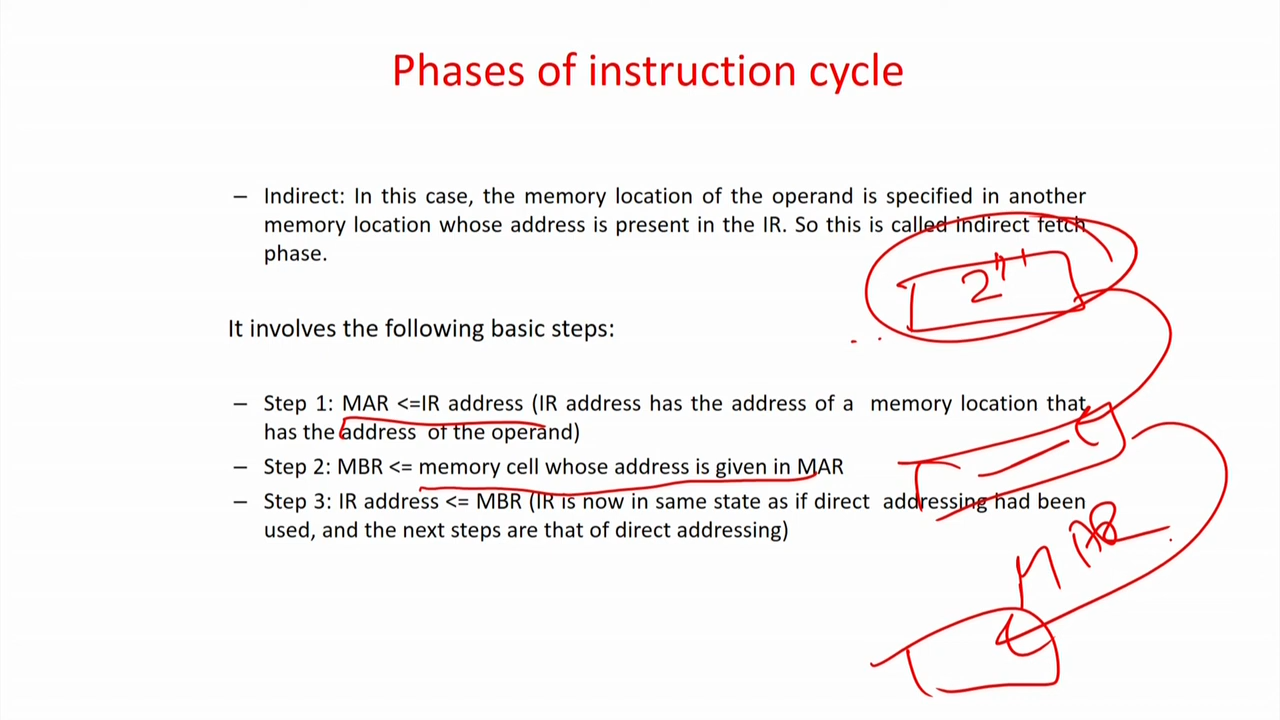 Phases of instruction cycle
– Indirect: In this case, the memory location of the operand is specified in another
memory location whose address is present in the IR. So this is called indirect fetch
phase.
It involves the following basic steps:
– Step 1: MAR <=IR address (IR address has the address of a memory location that
has the address of the operand)
– Step 2: MBR <= memory cell whose address is given in MAR
– Step 3: IR address <= MBR (IR is now in same state as if direct addressing had been
used, and the next steps are that of direct addressing)